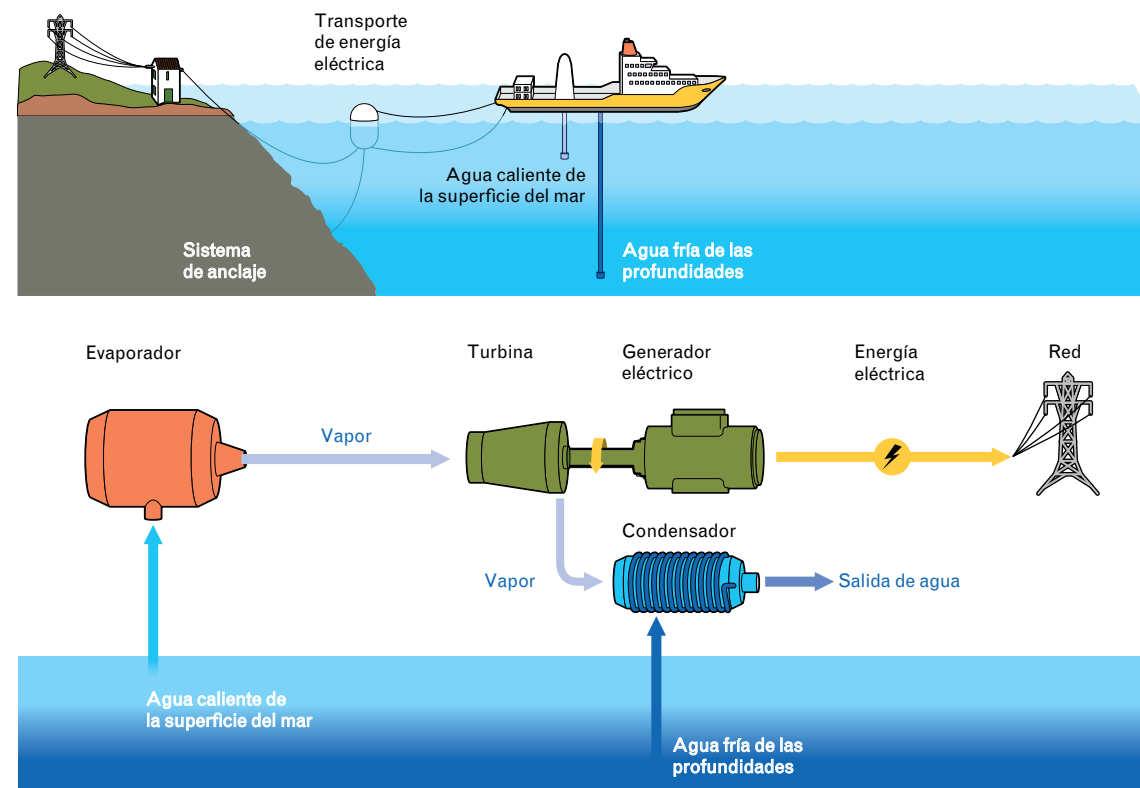 Transporte
de energía
eléctrica
Agua caliente de
la superficie del mar
Sistema
de anclaje
Agua fría de las
profundidades
Evaporador
Turbina
Generador
eléctrico
Energía
eléctrica
Red
Vapor
Condensador
Vapor
Salida de agua
Agua caliente de
la superficie del mar
Agua fría de las
profundidades